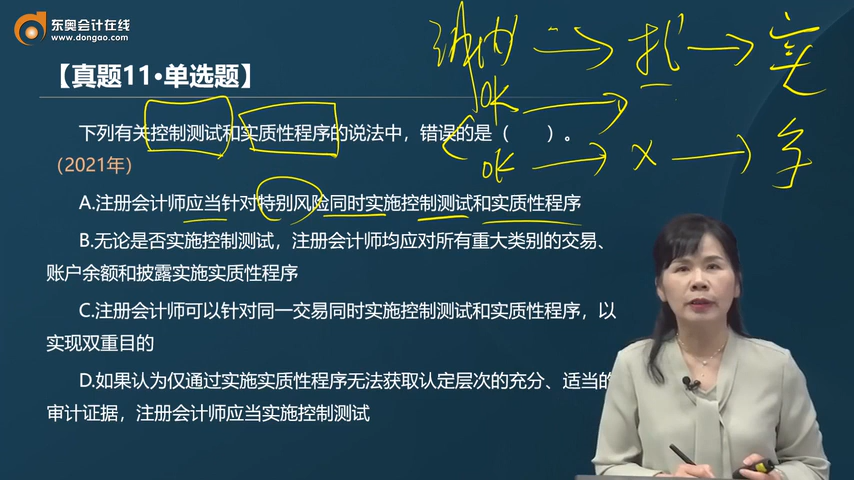 东奥会计在线
www.dongao.com
【真题11·单选题】
OK
OK
下列有关控制测试和实质性程序的说法中，错误的是（ ）。
（2021年）
A.注册会计师应当针对特别风险同时实施控制测试和实质性程序
B.无论是否实施控制测试，注册会计师均应对所有重大类别的交易、
账户余额和披露实施实质性程序
C.注册会计师可以针对同一交易同时实施控制测试和实质性程序，以
实现双重目的
D.如果认为仅通过实施实质性程序无法获取认定层次的充分、适当的
审计证据，注册会计师应当实施控制测试